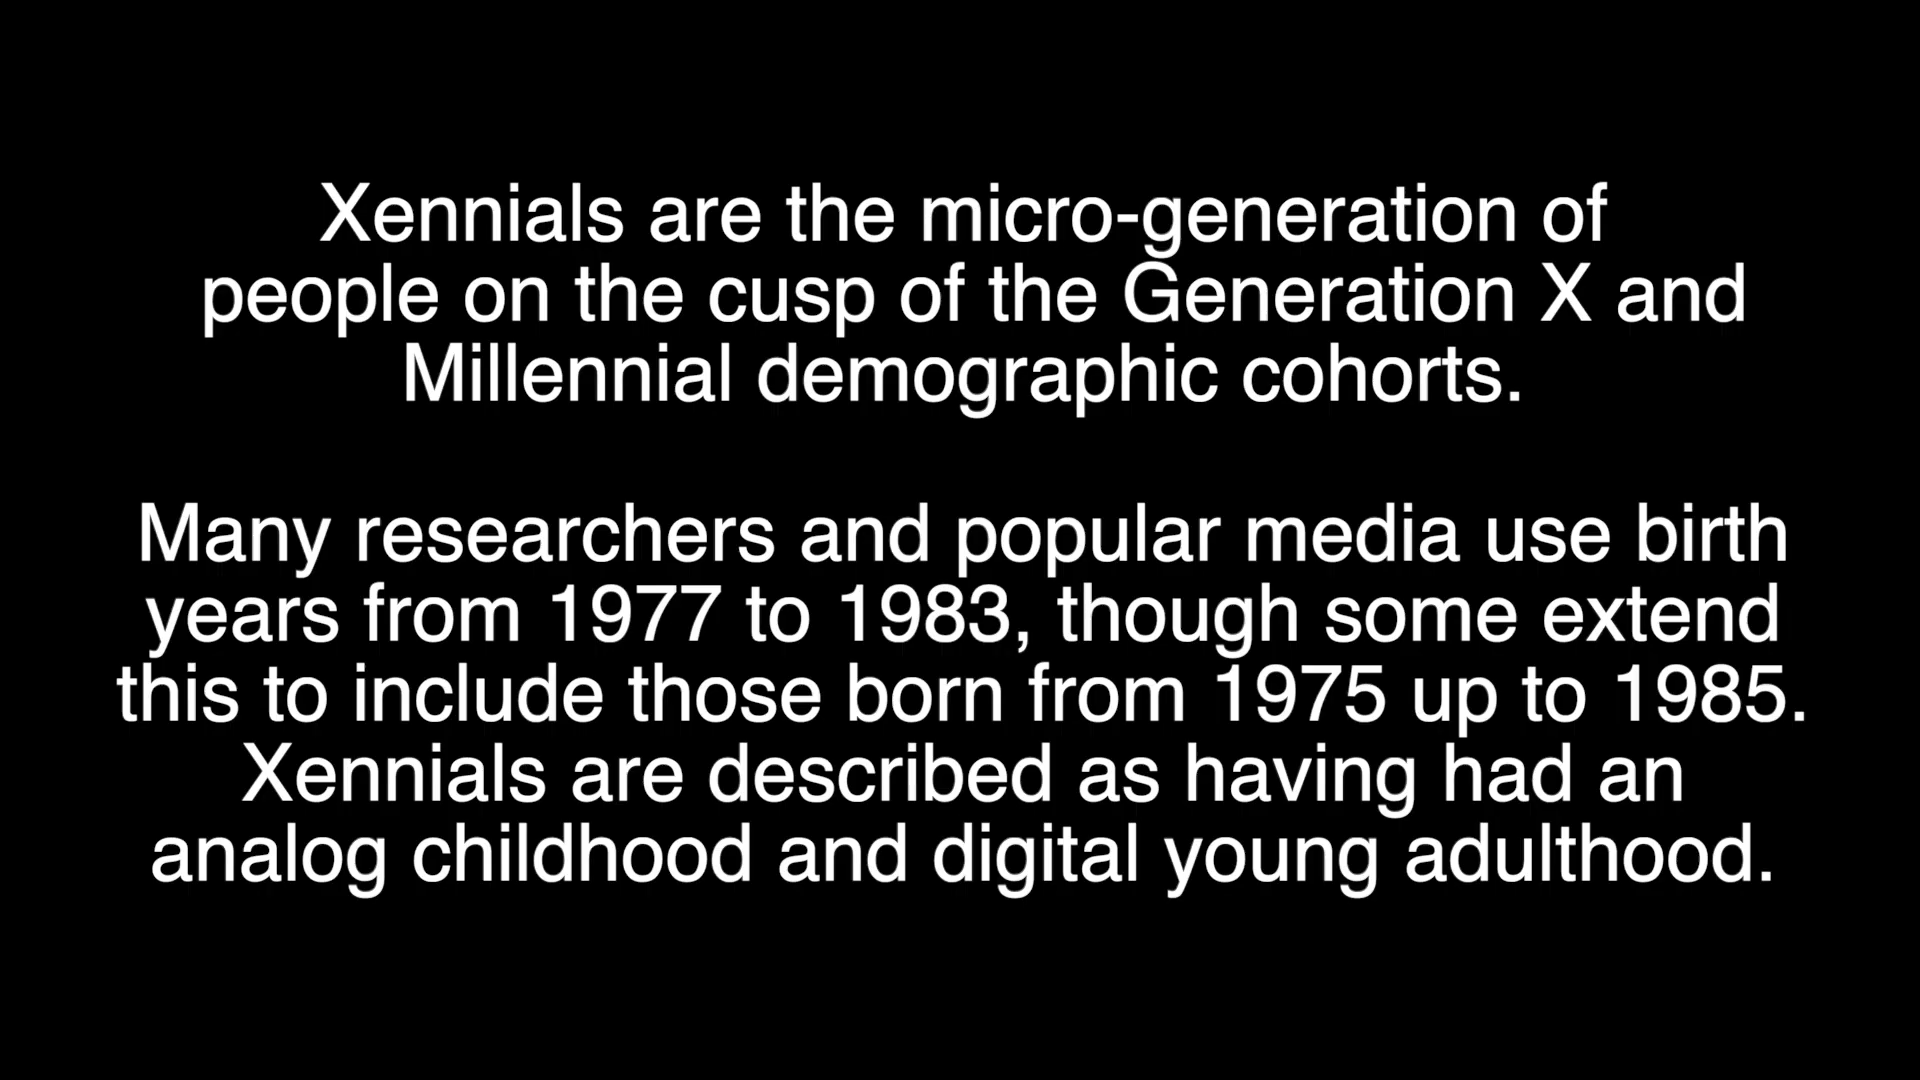 Xennials are the micro-generation of
people on the cusp of the Generation X and
Millennial demographic cohorts.
Many researchers and popular media use birth
years from 1977 to 1983, though some extend
this to include those born from 1975 up to 1985.
Xennials are described as having had an
analog childhood and digital young adulthood.